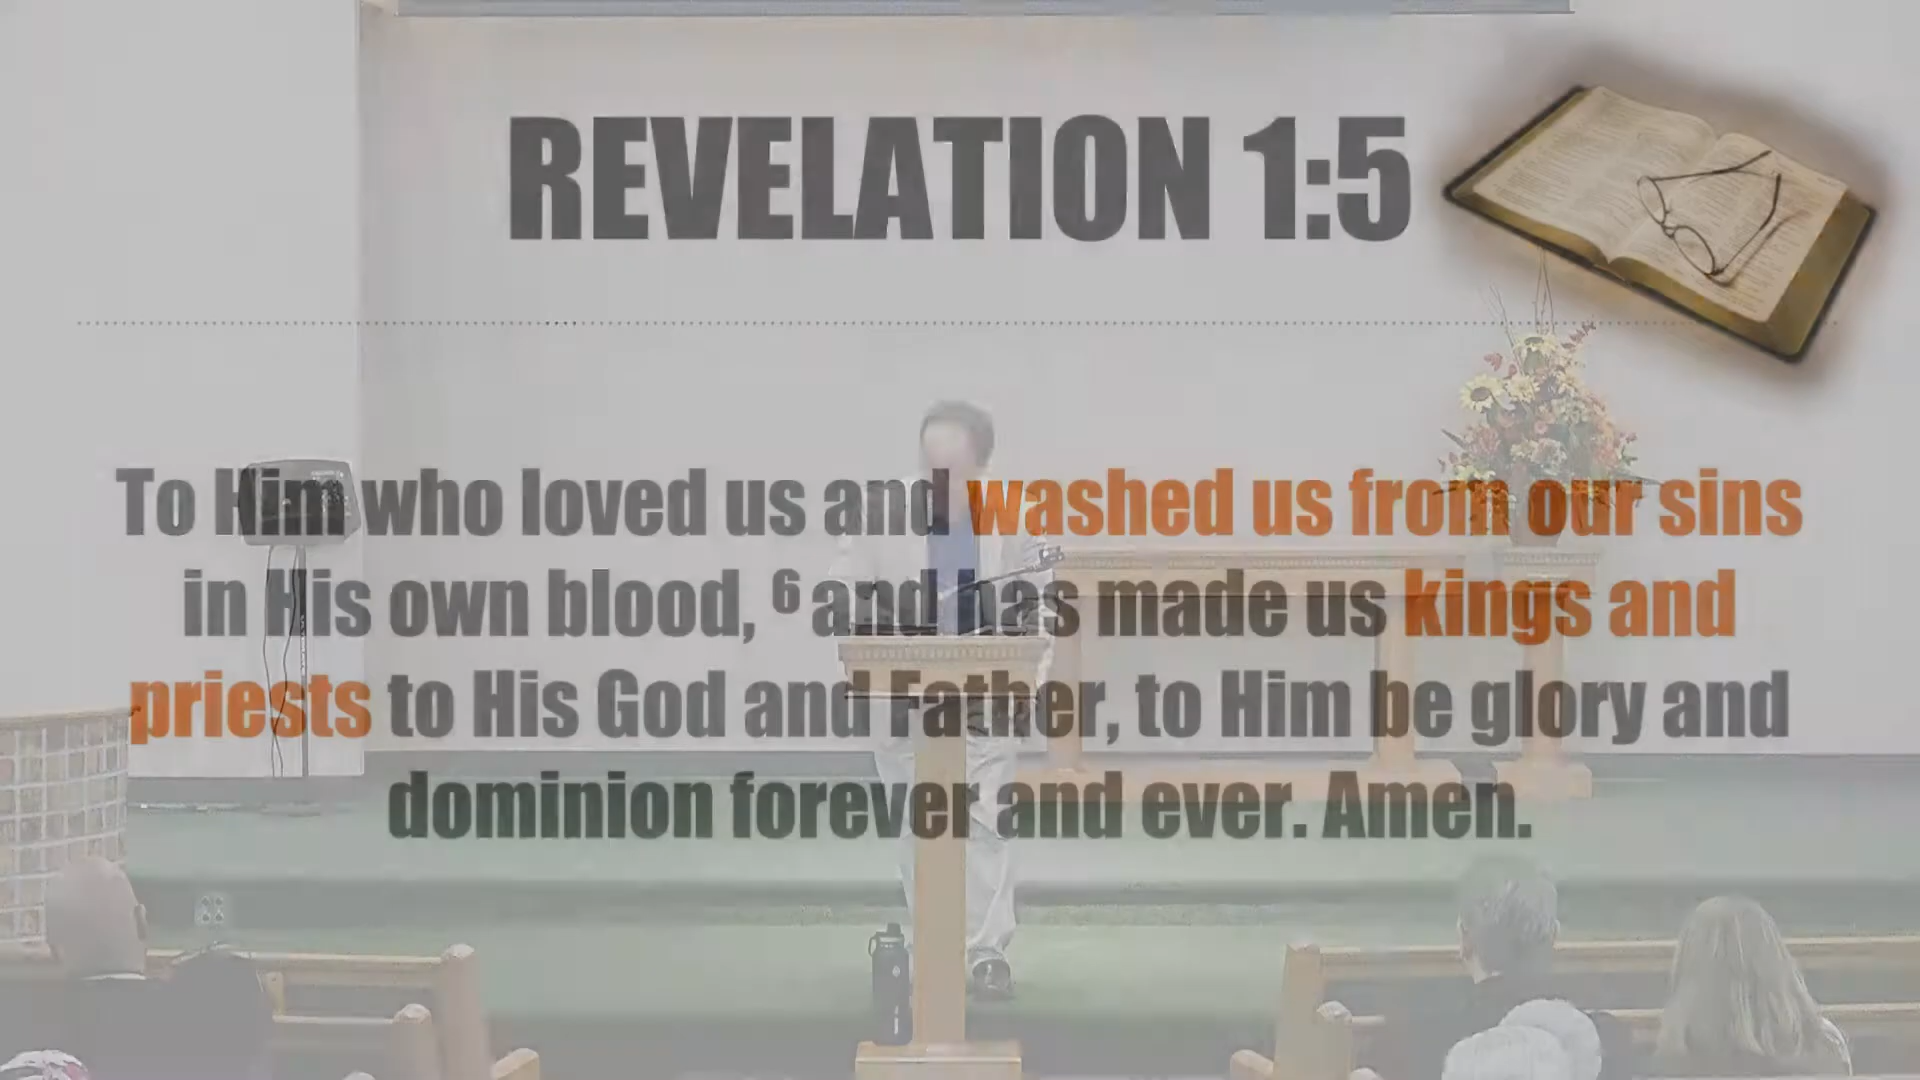 REVELATION 1:5
To Him who loved us and washed us from our sins
in His own blood, ⁶ and has made us kings and
priests to His God and Father, to Him be glory and
dominion forever and ever. Amen.